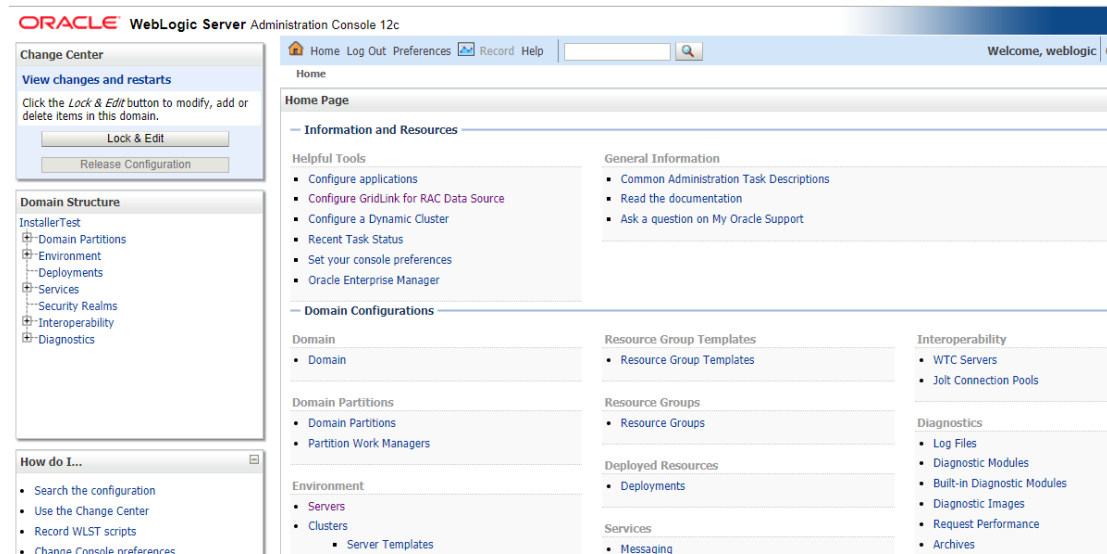 ORACLE WebLogic Server Administration Console 12c
Change Center
View changes and restarts
Click the Lock & Edit button to modify, add or
delete items in this domain.
Lock & Edit
Release Configuration
Domain Structure
InstallerTest
Domain Partitions
Environment
Deployments
Services
Security Realms
Interoperability
Diagnostics
How do I...
Search the configuration
Use the Change Center
Record WLST scripts
Change Console preferences
Home Log Out Preferences Record Help
Welcome, weblogic
Home
Home Page
Information and Resources
Helpful Tools
Configure applications
Configure GridLink for RAC Data Source
Configure a Dynamic Cluster
Recent Task Status
Set your console preferences
Oracle Enterprise Manager
General Information
Common Administration Task Descriptions
Read the documentation
Ask a question on My Oracle Support
Domain Configurations
Domain
Domain
Domain Partitions
Domain Partitions
Partition Work Managers
Environment
Servers
Clusters
Server Templates
Resource Group Templates
Resource Group Templates
Resource Groups
Resource Groups
Deployed Resources
Deployments
Services
Messaging
Interoperability
WTC Servers
Jolt Connection Pools
Diagnostics
Log Files
Diagnostic Modules
Built-in Diagnostic Modules
Diagnostic Images
Request Performance
Archives